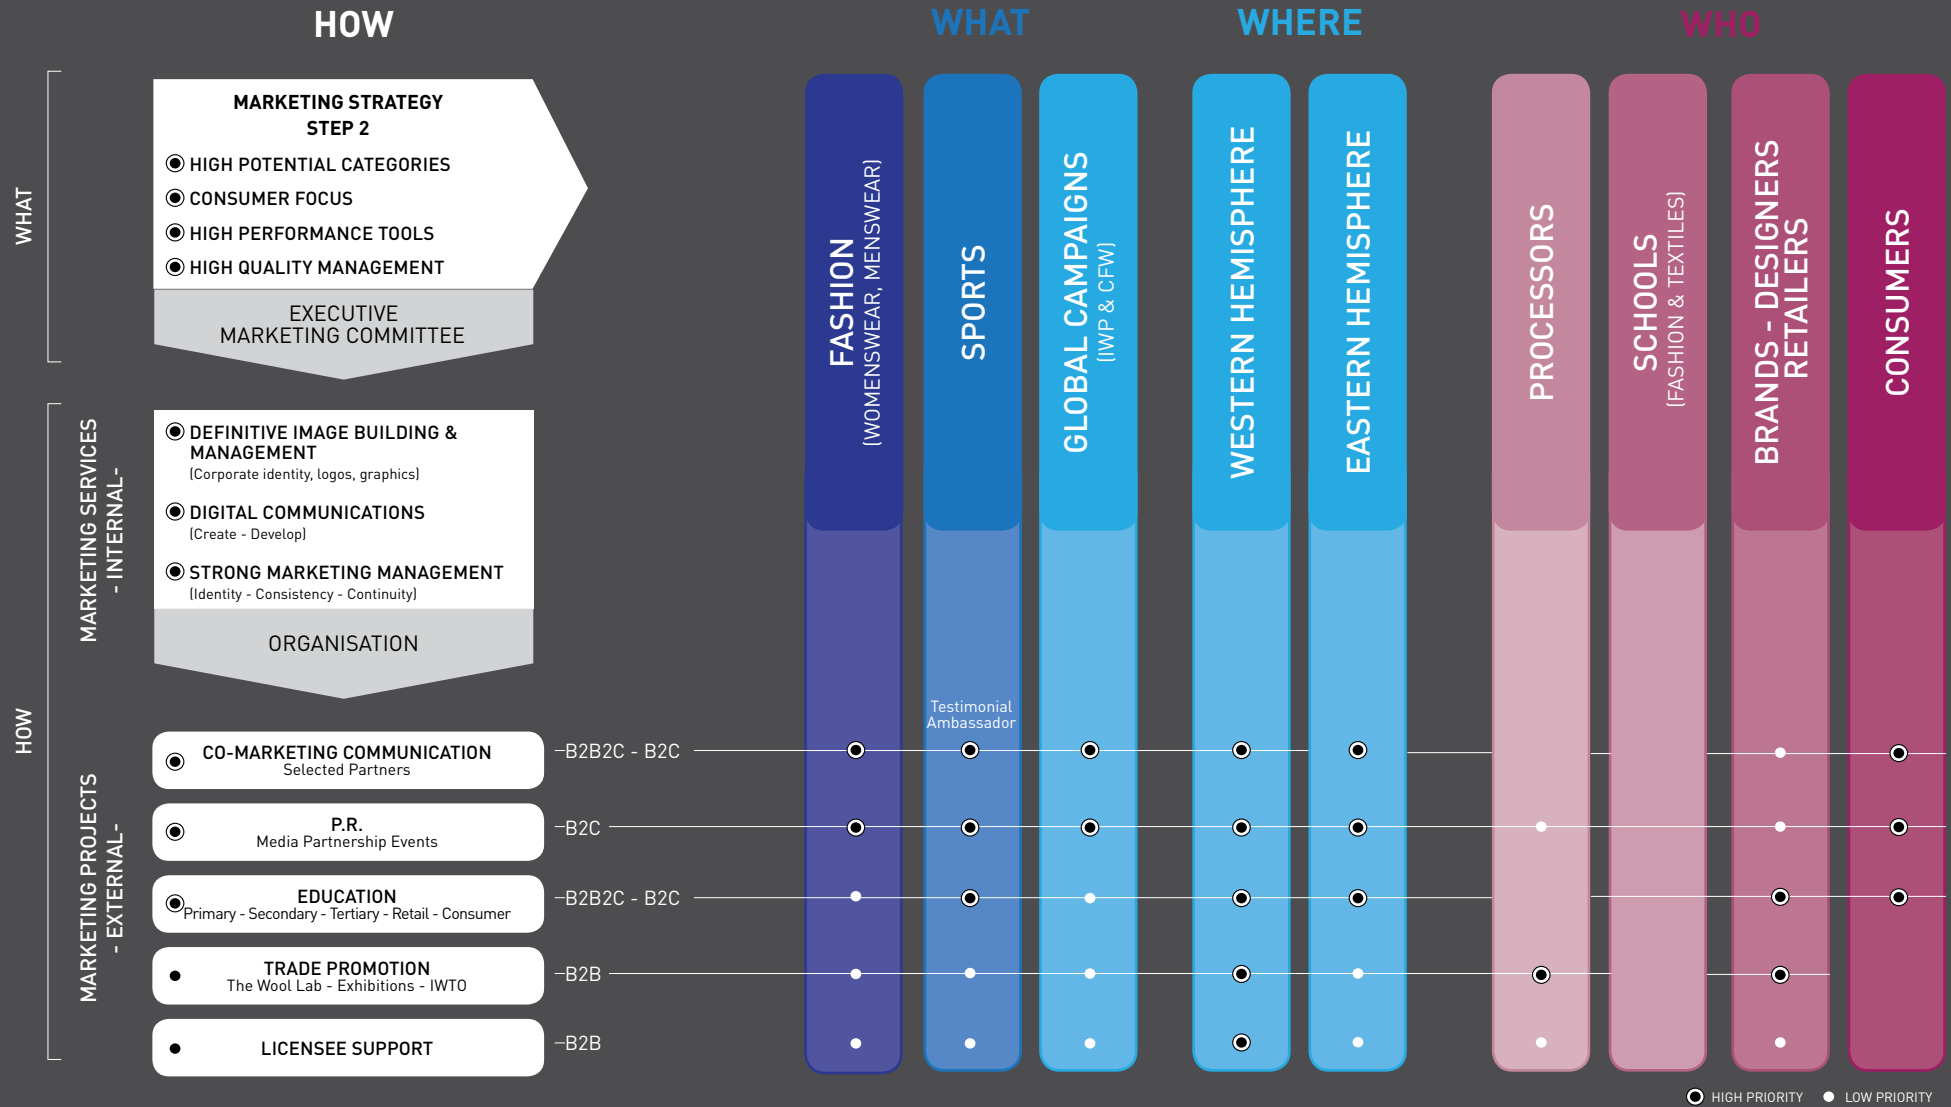 HOW
WHAT
WHERE
WHO
WHAT
MARKETING STRATEGY
STEP 2
HIGH POTENTIAL CATEGORIES
CONSUMER FOCUS
HIGH PERFORMANCE TOOLS
HIGH QUALITY MANAGEMENT
EXECUTIVE
MARKETING COMMITTEE
HOW
MARKETING SERVICES
- INTERNAL-
DEFINITIVE IMAGE BUILDING &
MANAGEMENT
(Corporate identity, logos, graphics)
DIGITAL COMMUNICATIONS
(Create - Develop)
STRONG MARKETING MANAGEMENT
(Identity - Consistency - Continuity)
ORGANISATION
MARKETING PROJECTS
- EXTERNAL-
CO-MARKETING COMMUNICATION
Selected Partners
B2B2C - B2C
P.R.
Media Partnership Events
B2C
EDUCATION
Primary - Secondary - Tertiary - Retail - Consumer
B2B2C - B2C
TRADE PROMOTION
The Wool Lab - Exhibitions - IWTO
B2B
LICENSEE SUPPORT
B2B
FASHION
(WOMENSWEAR, MENSWEAR)
SPORTS
Testimonial
Ambassador
GLOBAL CAMPAIGNS
(IWP & CFW)
WESTERN HEMISPHERE
EASTERN HEMISPHERE
PROCESSORS
SCHOOLS
(FASHION & TEXTILES)
BRANDS - DESIGNERS
RETAILERS
CONSUMERS
HIGH PRIORITY
LOW PRIORITY